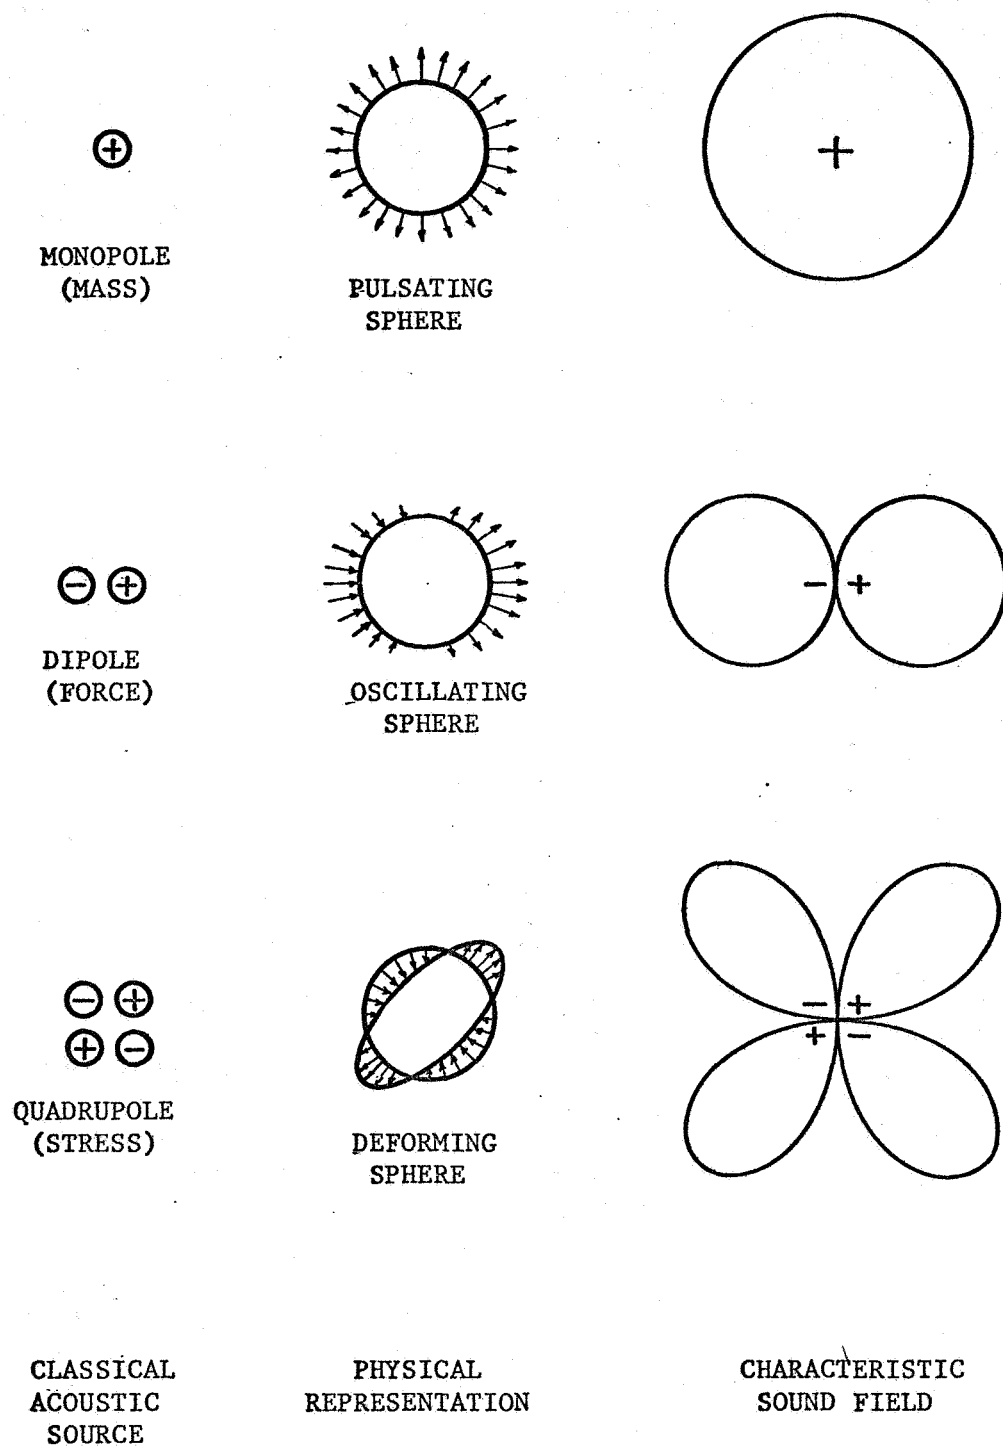 ⊕
+
MONOPOLE
(MASS)
PULSATING
SPHERE
⊖ ⊕
− +
DIPOLE
(FORCE)
OSCILLATING
SPHERE
⊖ ⊕
⊕ ⊖
− +
+ −
QUADRUPOLE
(STRESS)
DEFORMING
SPHERE
CLASSICAL
ACOUSTIC
SOURCE
PHYSICAL
REPRESENTATION
CHARACTERISTIC
SOUND FIELD